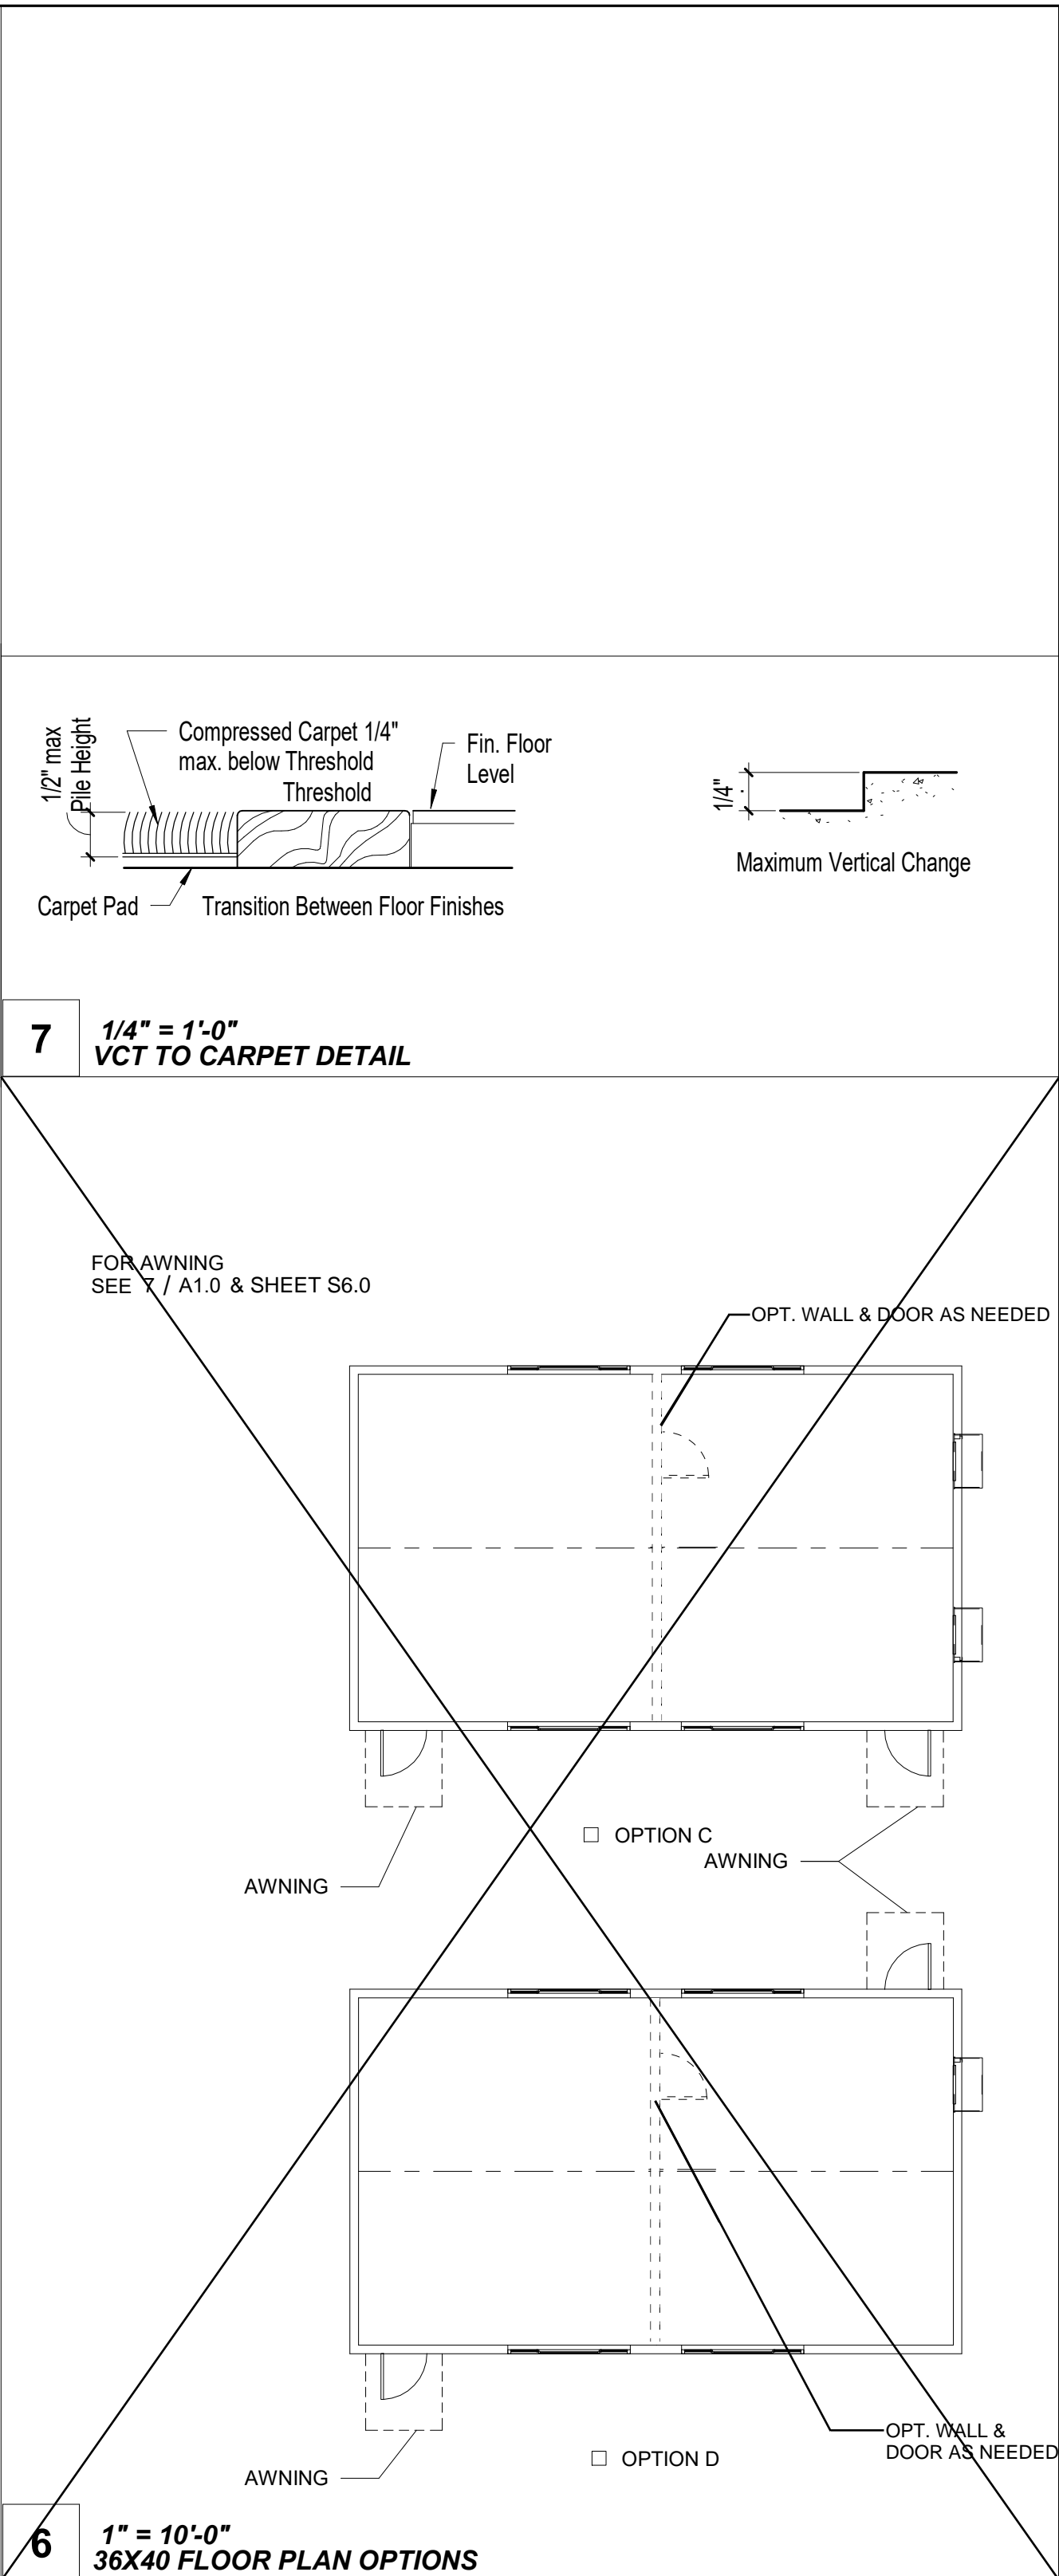 1/2" max
Pile Height
Compressed Carpet 1/4"
max. below Threshold
Threshold
Fin. Floor
Level
Carpet Pad
Transition Between Floor Finishes
1/4"
Maximum Vertical Change
7
1/4" = 1'-0"
VCT TO CARPET DETAIL
FOR AWNING
SEE 7 / A1.0 & SHEET S6.0
OPT. WALL & DOOR AS NEEDED
OPTION C
AWNING
AWNING
OPT. WALL &
DOOR AS NEEDED
OPTION D
AWNING
6
1" = 10'-0"
36X40 FLOOR PLAN OPTIONS